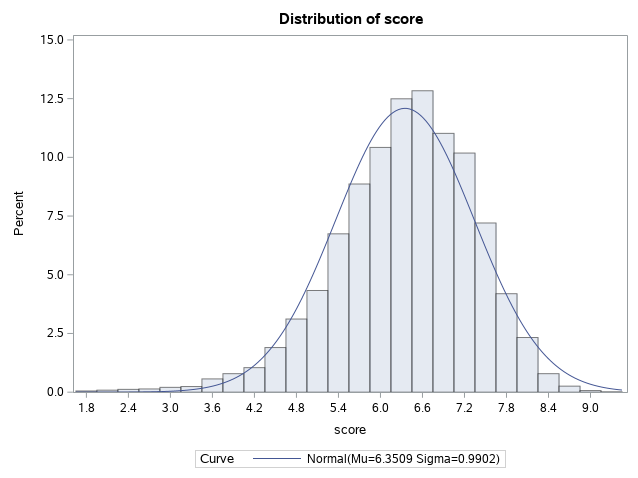 Distribution of score
15.0
12.5
10.0
7.5
5.0
2.5
0.0
Percent
1.8 2.4 3.0 3.6 4.2 4.8 5.4 6.0 6.6 7.2 7.8 8.4 9.0
score
Curve Normal(Mu=6.3509 Sigma=0.9902)